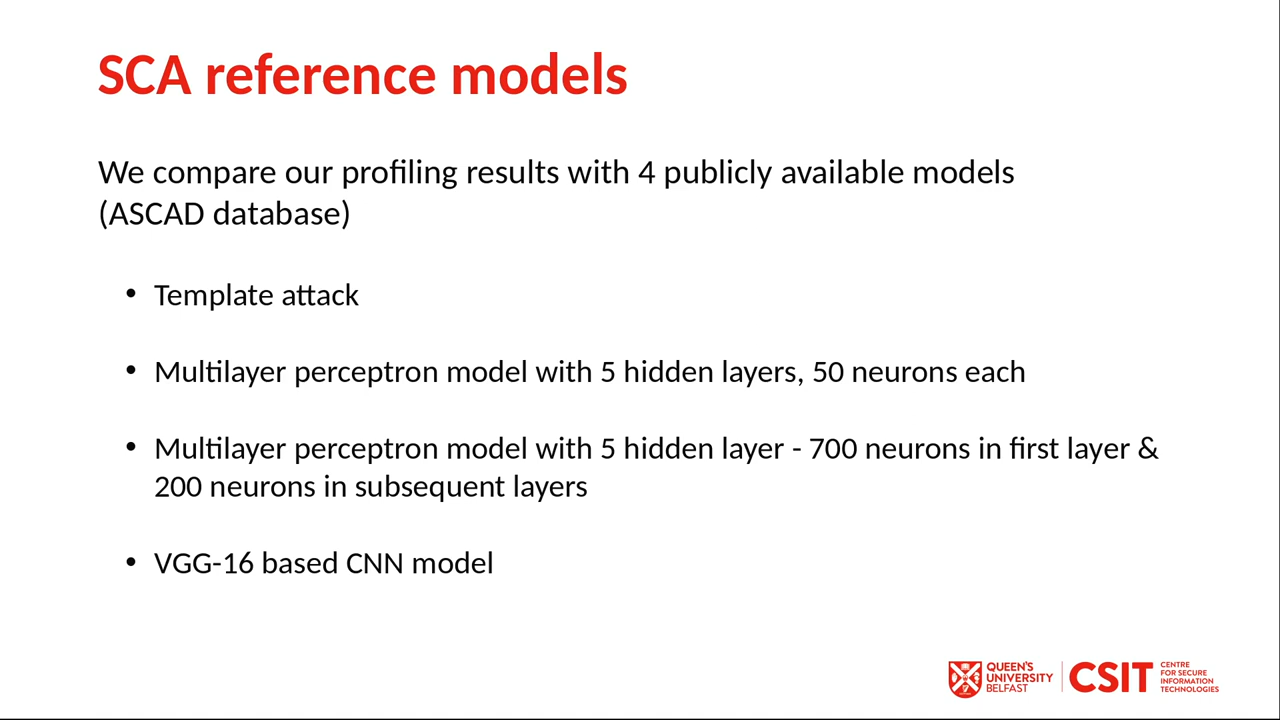 SCA reference models
We compare our profiling results with 4 publicly available models
(ASCAD database)
• Template attack
• Multilayer perceptron model with 5 hidden layers, 50 neurons each
• Multilayer perceptron model with 5 hidden layer - 700 neurons in first layer &
200 neurons in subsequent layers
• VGG-16 based CNN model
QUEEN'S
UNIVERSITY
BELFAST
CSIT
CENTRE
FOR SECURE
INFORMATION
TECHNOLOGIES